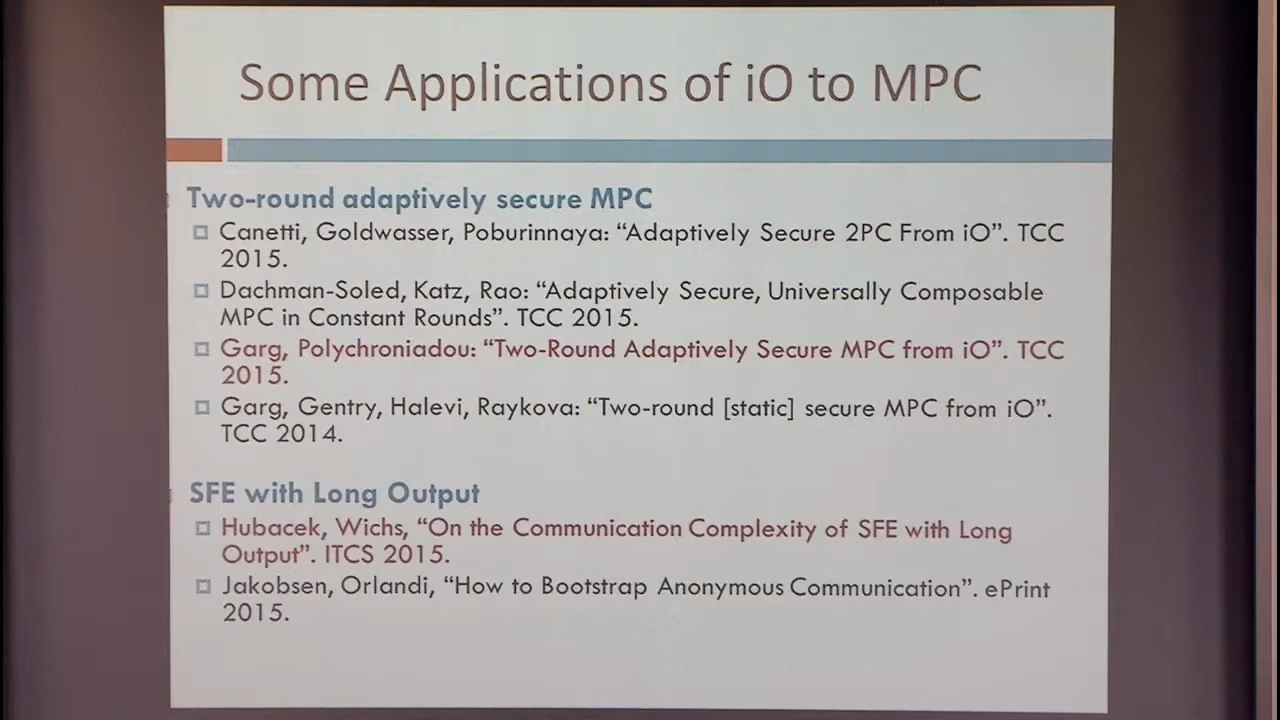 Some Applications of iO to MPC
Two-round adaptively secure MPC
Canetti, Goldwasser, Poburinnaya: “Adaptively Secure 2PC From iO”. TCC
2015.
Dachman-Soled, Katz, Rao: “Adaptively Secure, Universally Composable
MPC in Constant Rounds”. TCC 2015.
Garg, Polychroniadou: “Two-Round Adaptively Secure MPC from iO”. TCC
2015.
Garg, Gentry, Halevi, Raykova: “Two-round [static] secure MPC from iO”.
TCC 2014.
SFE with Long Output
Hubacek, Wichs, “On the Communication Complexity of SFE with Long
Output”. ITCS 2015.
Jakobsen, Orlandi, “How to Bootstrap Anonymous Communication”. ePrint
2015.